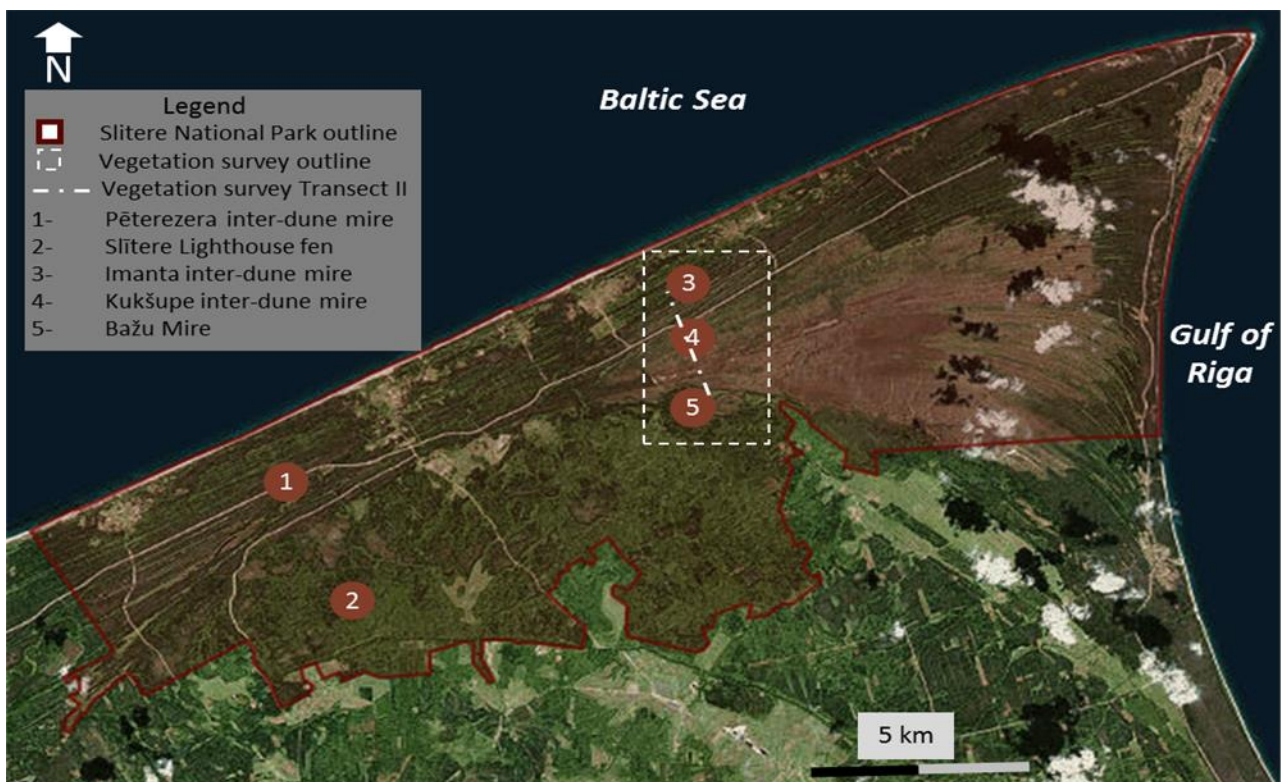 N
Legend
Slitere National Park outline
Vegetation survey outline
Vegetation survey Transect II
1- Pēterezera inter-dune mire
2- Slītere Lighthouse fen
3- Imanta inter-dune mire
4- Kukšupe inter-dune mire
5- Bažu Mire
Baltic Sea
Gulf of
Riga
3
4
5
1
2
5 km